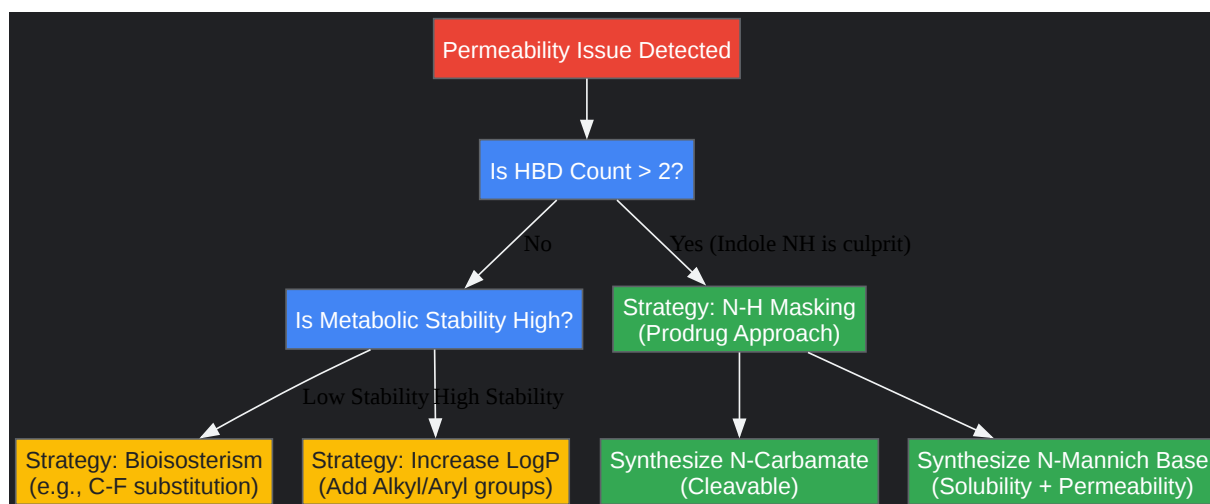 Permeability Issue Detected
Is HBD Count > 2?
No
Yes (Indole NH is culprit)
Is Metabolic Stability High?
Strategy: N-H Masking
(Prodrug Approach)
Low Stability
High Stability
Strategy: Bioisosterism
(e.g., C-F substitution)
Strategy: Increase LogP
(Add Alkyl/Aryl groups)
Synthesize N-Carbamate
(Cleavable)
Synthesize N-Mannich Base
(Solubility + Permeability)